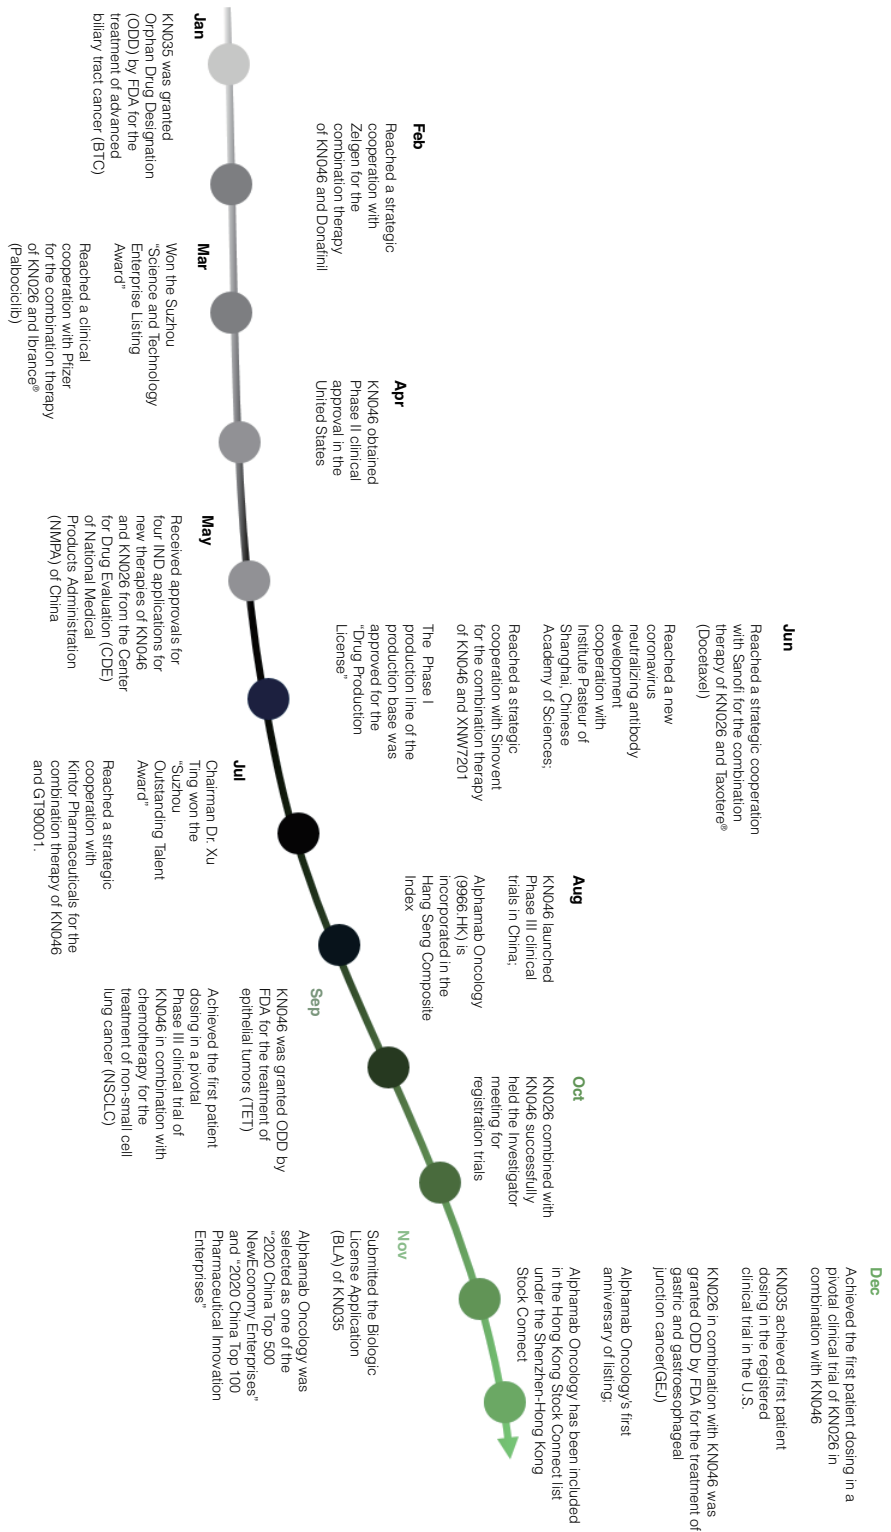 Jan
KN035 was granted
Orphan Drug Designation
(ODD) by FDA for the
treatment of advanced
biliary tract cancer (BTC)
Feb
Reached a strategic
cooperation with
Zelgen for the
combination therapy
of KN046 and Donafinil
Mar
Won the Suzhou
“Science and Technology
Enterprise Listing
Award”
Reached a clinical
cooperation with Pfizer
for the combination therapy
of KN026 and Ibrance®
(Palbociclib)
Apr
KN046 obtained
Phase II clinical
approval in the
United States
May
Received approvals for
four IND applications for
new therapies of KN046
and KN026 from the Center
for Drug Evaluation (CDE)
of National Medical
Products Administration
(NMPA) of China
Jun
Reached a strategic cooperation
with Sanofi for the combination
therapy of KN026 and Taxotere®
(Docetaxel)
Reached a new
coronavirus
neutralizing antibody
development
cooperation with
Institute Pasteur of
Shanghai, Chinese
Academy of Sciences;
Reached a strategic
cooperation with Sinovent
for the combination therapy
of KN046 and XNW7201
The Phase I
production line of the
production base was
approved for the
“Drug Production
License”
Jul
Chairman Dr. Xu
Ting won the
“Suzhou
Outstanding Talent
Award”
Reached a strategic
cooperation with
Kintor Pharmaceuticals for the
combination therapy of KN046
and GT90001.
Aug
KN046 launched
Phase III clinical
trials in China;
Alphamab Oncology
(9966.HK) is
incorporated in the
Hang Seng Composite
Index
Sep
KN046 was granted ODD by
FDA for the treatment of
epithelial tumors (TET)
Achieved the first patient
dosing in a pivotal
Phase III clinical trial of
KN046 in combination with
chemotherapy for the
treatment of non-small cell
lung cancer (NSCLC)
Oct
KN026 combined with
KN046 successfully
held the Investigator
meeting for
registration trials
Nov
Submitted the Biologic
License Application
(BLA) of KN035
Alphamab Oncology was
selected as one of the
“2020 China Top 500
NewEconomy Enterprises”
and “2020 China Top 100
Pharmaceutical Innovation
Enterprises”
Dec
Achieved the first patient dosing in a
pivotal clinical trial of KN026 in
combination with KN046
KN035 achieved first patient
dosing in the registered
clinical trial in the U.S.
KN026 in combination with KN046 was
granted ODD by FDA for the treatment of
gastric and gastroesophageal
junction cancer(GEJ)
Alphamab Oncology’s first
anniversary of listing;
Alphamab Oncology has been included
in the Hong Kong Stock Connect list
under the Shenzhen-Hong Kong
Stock Connect